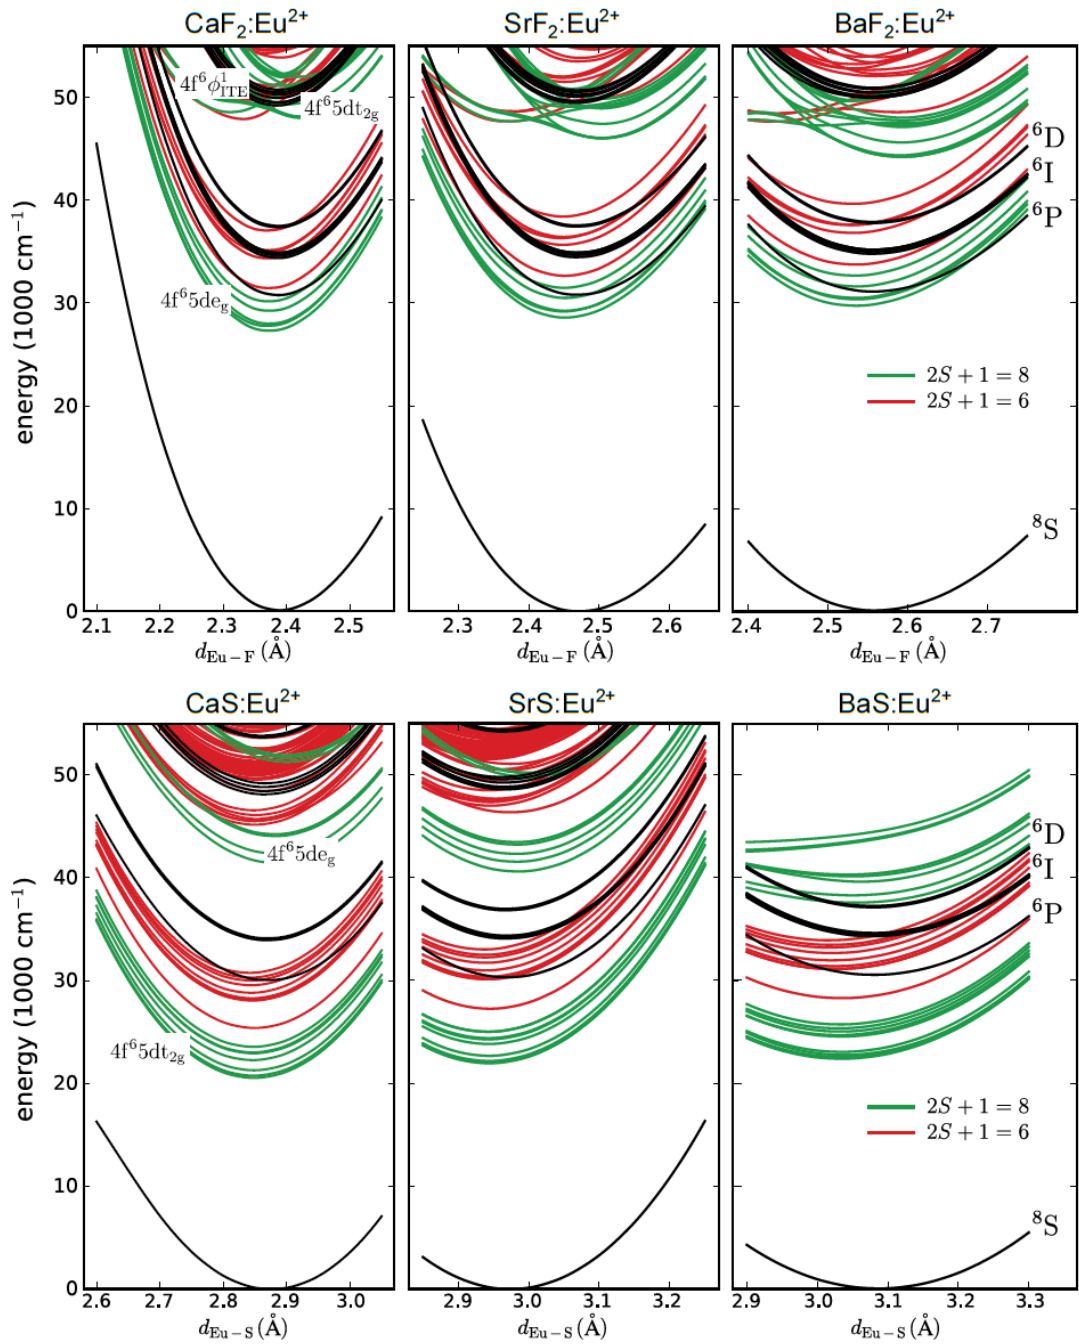 CaF₂:Eu²⁺ SrF₂:Eu²⁺ BaF₂:Eu²⁺
energy (1000 cm⁻¹)
50
40
30
20
10
0
4f⁶ϕ¹ITE
4f⁶5dt₂g
4f⁶5deg
⁶D
⁶I
⁶P
2S + 1 = 8
2S + 1 = 6
⁸S
2.1 2.2 2.3 2.4 2.5 2.3 2.4 2.5 2.6 2.4 2.5 2.6 2.7
dEu−F (Å) dEu−F (Å) dEu−F (Å)
CaS:Eu²⁺ SrS:Eu²⁺ BaS:Eu²⁺
energy (1000 cm⁻¹)
50
40
30
20
10
0
4f⁶5deg
4f⁶5dt₂g
⁶D
⁶I
⁶P
2S + 1 = 8
2S + 1 = 6
⁸S
2.6 2.7 2.8 2.9 3.0 2.9 3.0 3.1 3.2 2.9 3.0 3.1 3.2 3.3
dEu−S (Å) dEu−S (Å) dEu−S (Å)